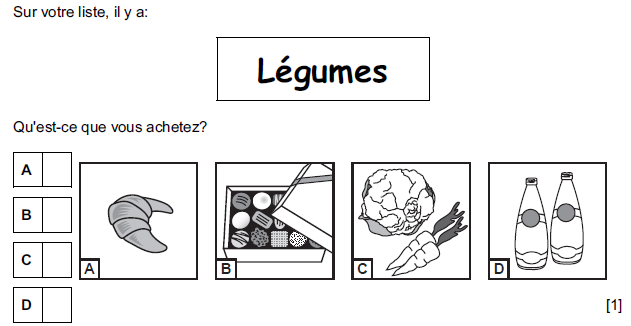 Sur votre liste, il y a:
Légumes
Qu'est-ce que vous achetez?
A
B
C
D
A
B
C
D
[1]